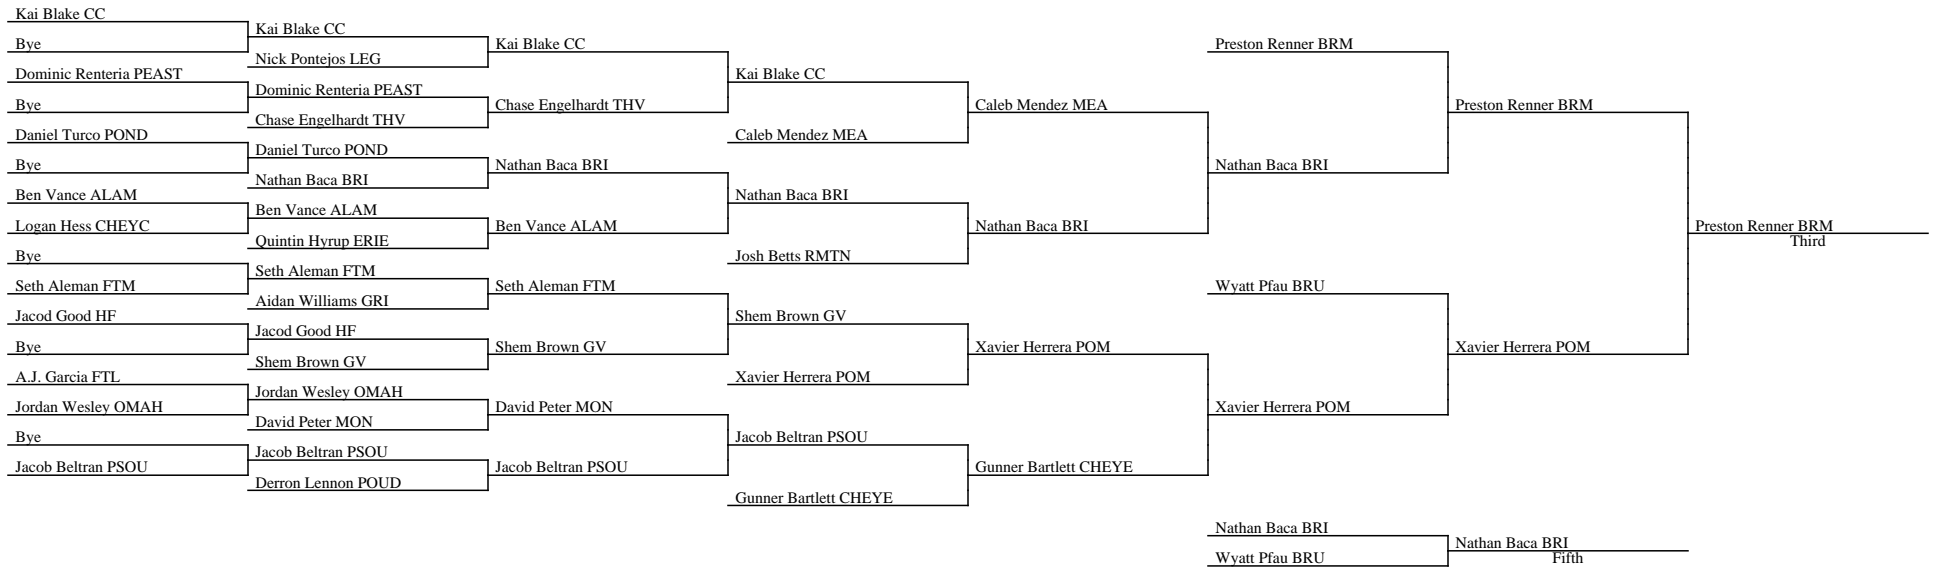 Kai Blake CC
Bye
Dominic Renteria PEAST
Bye
Daniel Turco POND
Bye
Ben Vance ALAM
Logan Hess CHEYC
Bye
Seth Aleman FTM
Jacod Good HF
Bye
A.J. Garcia FTL
Jordan Wesley OMAH
Bye
Jacob Beltran PSOU
Kai Blake CC
Nick Pontejos LEG
Dominic Renteria PEAST
Chase Engelhardt THV
Daniel Turco POND
Nathan Baca BRI
Ben Vance ALAM
Quintin Hyrup ERIE
Seth Aleman FTM
Aidan Williams GRI
Jacod Good HF
Shem Brown GV
Jordan Wesley OMAH
David Peter MON
Jacob Beltran PSOU
Derron Lennon POUD
Kai Blake CC
Chase Engelhardt THV
Nathan Baca BRI
Ben Vance ALAM
Seth Aleman FTM
Shem Brown GV
David Peter MON
Jacob Beltran PSOU
Kai Blake CC
Caleb Mendez MEA
Nathan Baca BRI
Josh Betts RMTN
Shem Brown GV
Xavier Herrera POM
Jacob Beltran PSOU
Gunner Bartlett CHEYE
Caleb Mendez MEA
Nathan Baca BRI
Xavier Herrera POM
Gunner Bartlett CHEYE
Preston Renner BRM
Nathan Baca BRI
Wyatt Pfau BRU
Xavier Herrera POM
Preston Renner BRM
Xavier Herrera POM
Preston Renner BRM
Third
Nathan Baca BRI
Wyatt Pfau BRU
Nathan Baca BRI
Fifth